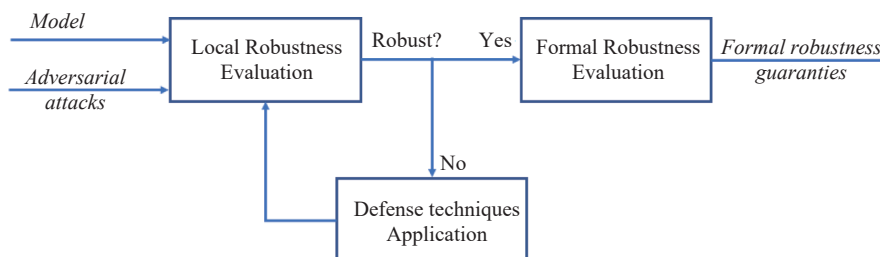 Model
Adversarial
attacks
Local Robustness
Evaluation
Robust?
Yes
Formal Robustness
Evaluation
Formal robustness
guaranties
No
Defense techniques
Application